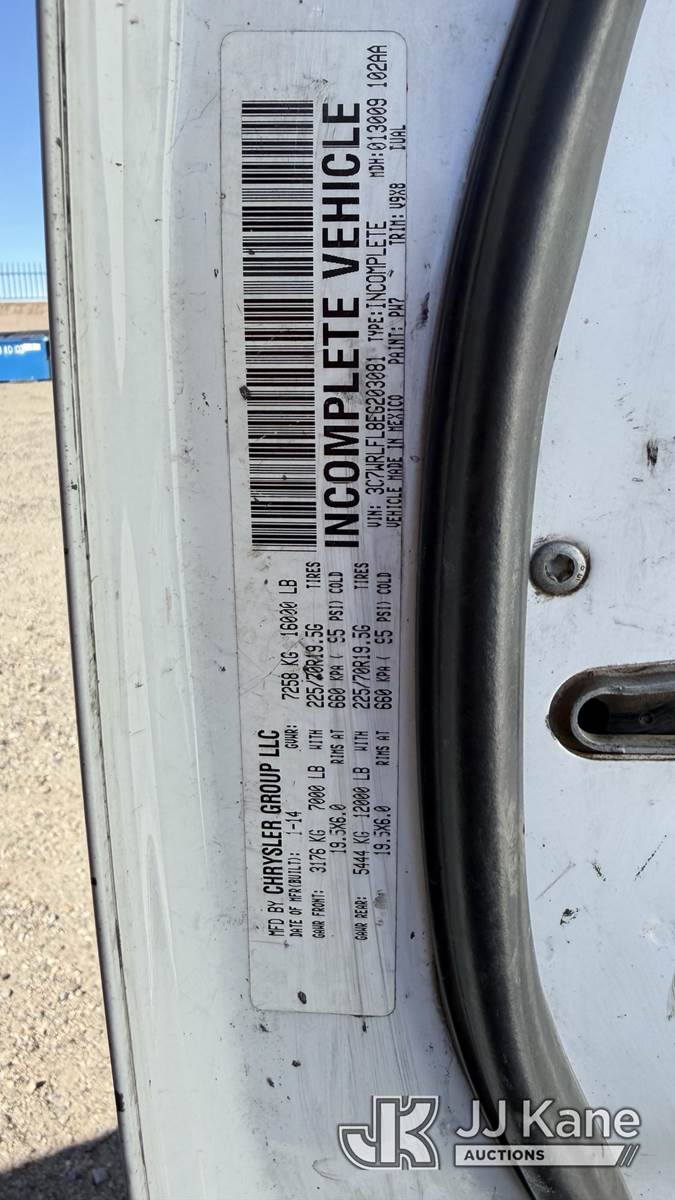 MFD BY CHRYSLER GROUP LLC
DATE OF MFR(BUILT): 1-14 GVWR: 7258 KG 16000 LB
GAWR FRONT: 3176 KG 7000 LB WITH 225/70R19.5G TIRES
19.5X6.0 RIMS AT 660 KPA ( 95 PSI) COLD
GAWR REAR: 5444 KG 12000 LB WITH 225/70R19.5G TIRES
19.5X6.0 RIMS AT 660 KPA ( 95 PSI) COLD
INCOMPLETE VEHICLE
VIN: 3C7WRLFL8EG203081 TYPE:INCOMPLETE MDH:013009 102AA
VEHICLE MADE IN MEXICO PAINT: PW7 TRIM: V9X8 DUAL
JK JJ Kane
AUCTIONS